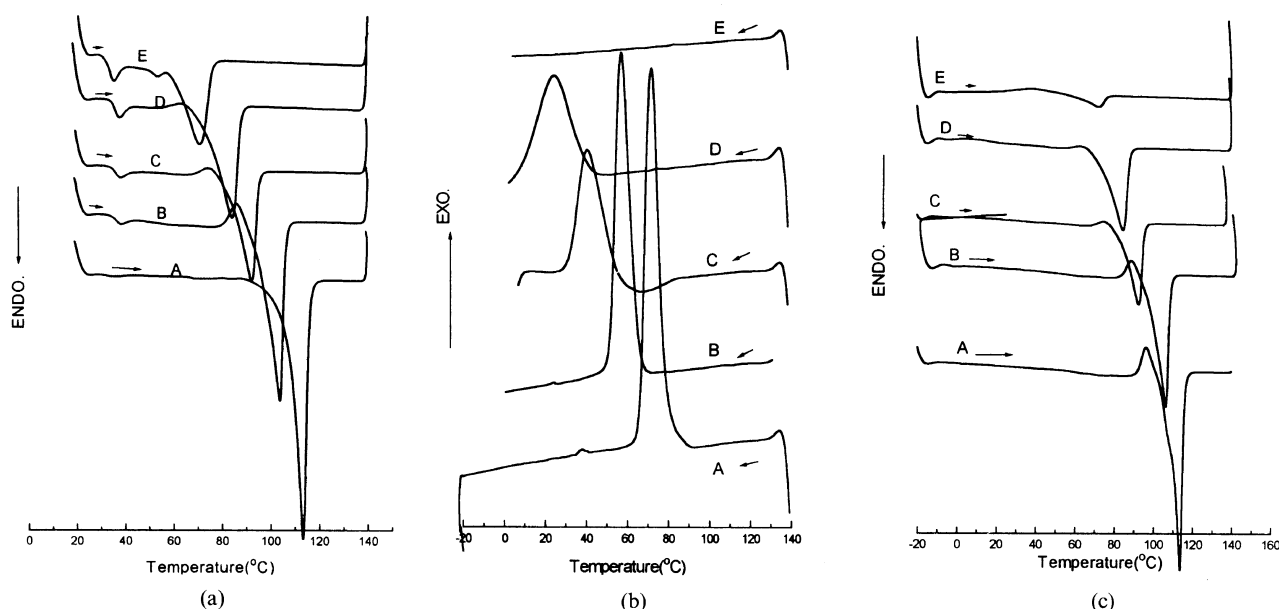 E
D
C
B
A
ENDO.
0 20 40 60 80 100 120 140
Temperature(°C)
(a)
E
D
C
B
A
EXO.
-20 0 20 40 60 80 100 120 140
Temperature(°C)
(b)
E
D
C
B
A
ENDO.
-20 0 20 40 60 80 100 120 140 160
Temperature(°C)
(c)